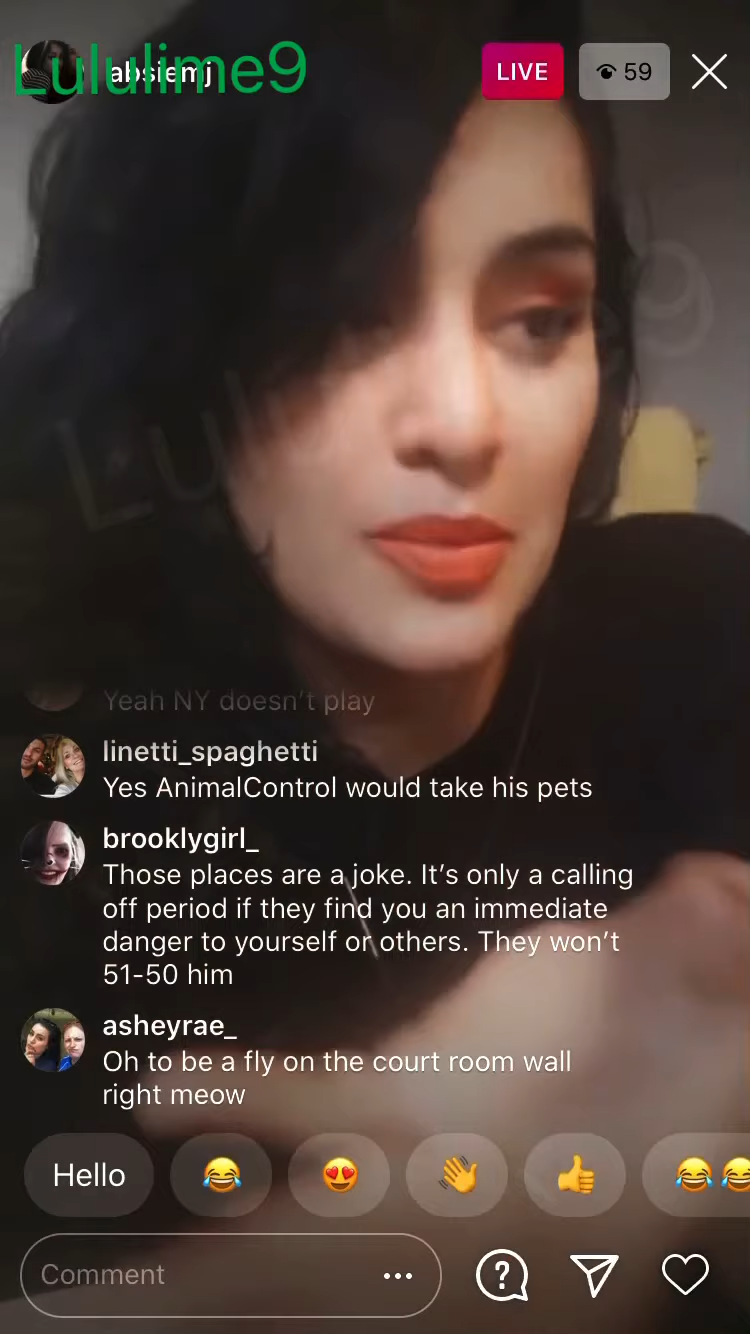 Lululime9
absiemj
LIVE
59
Yeah NY doesn't play
linetti_spaghetti
Yes AnimalControl would take his pets
brooklygirl_
Those places are a joke. It's only a calling
off period if they find you an immediate
danger to yourself or others. They won't
51-50 him
asheyrae_
Oh to be a fly on the court room wall
right meow
Hello
Comment